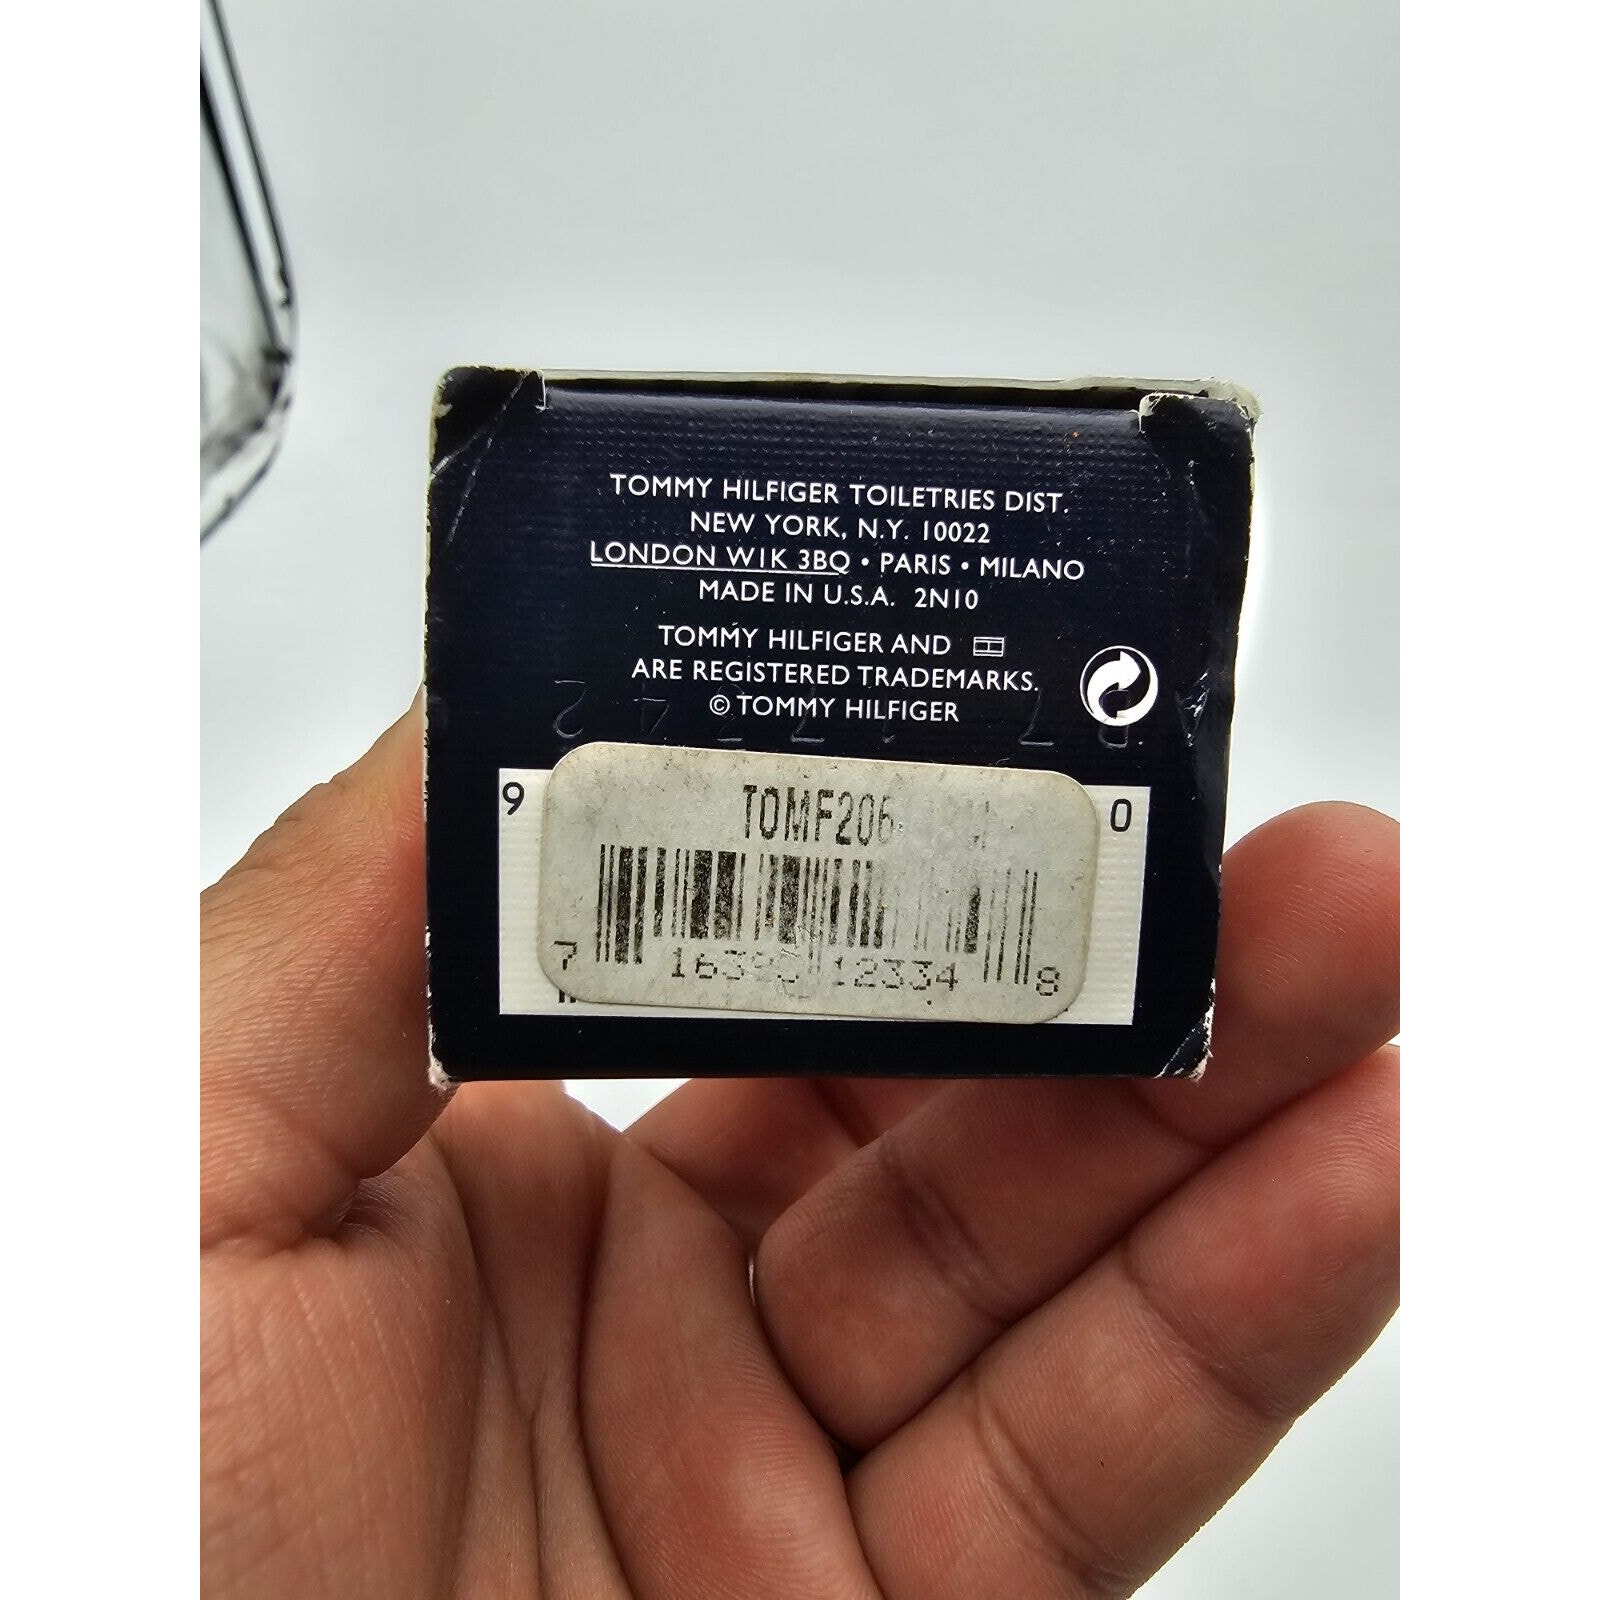 TOMMY HILFIGER TOILETRIES DIST.
NEW YORK, N.Y. 10022
LONDON W1K 3BQ • PARIS • MILANO
MADE IN U.S.A. 2N10
TOMMY HILFIGER AND
ARE REGISTERED TRADEMARKS.
© TOMMY HILFIGER
9 0
TOMF206
7 12334 8